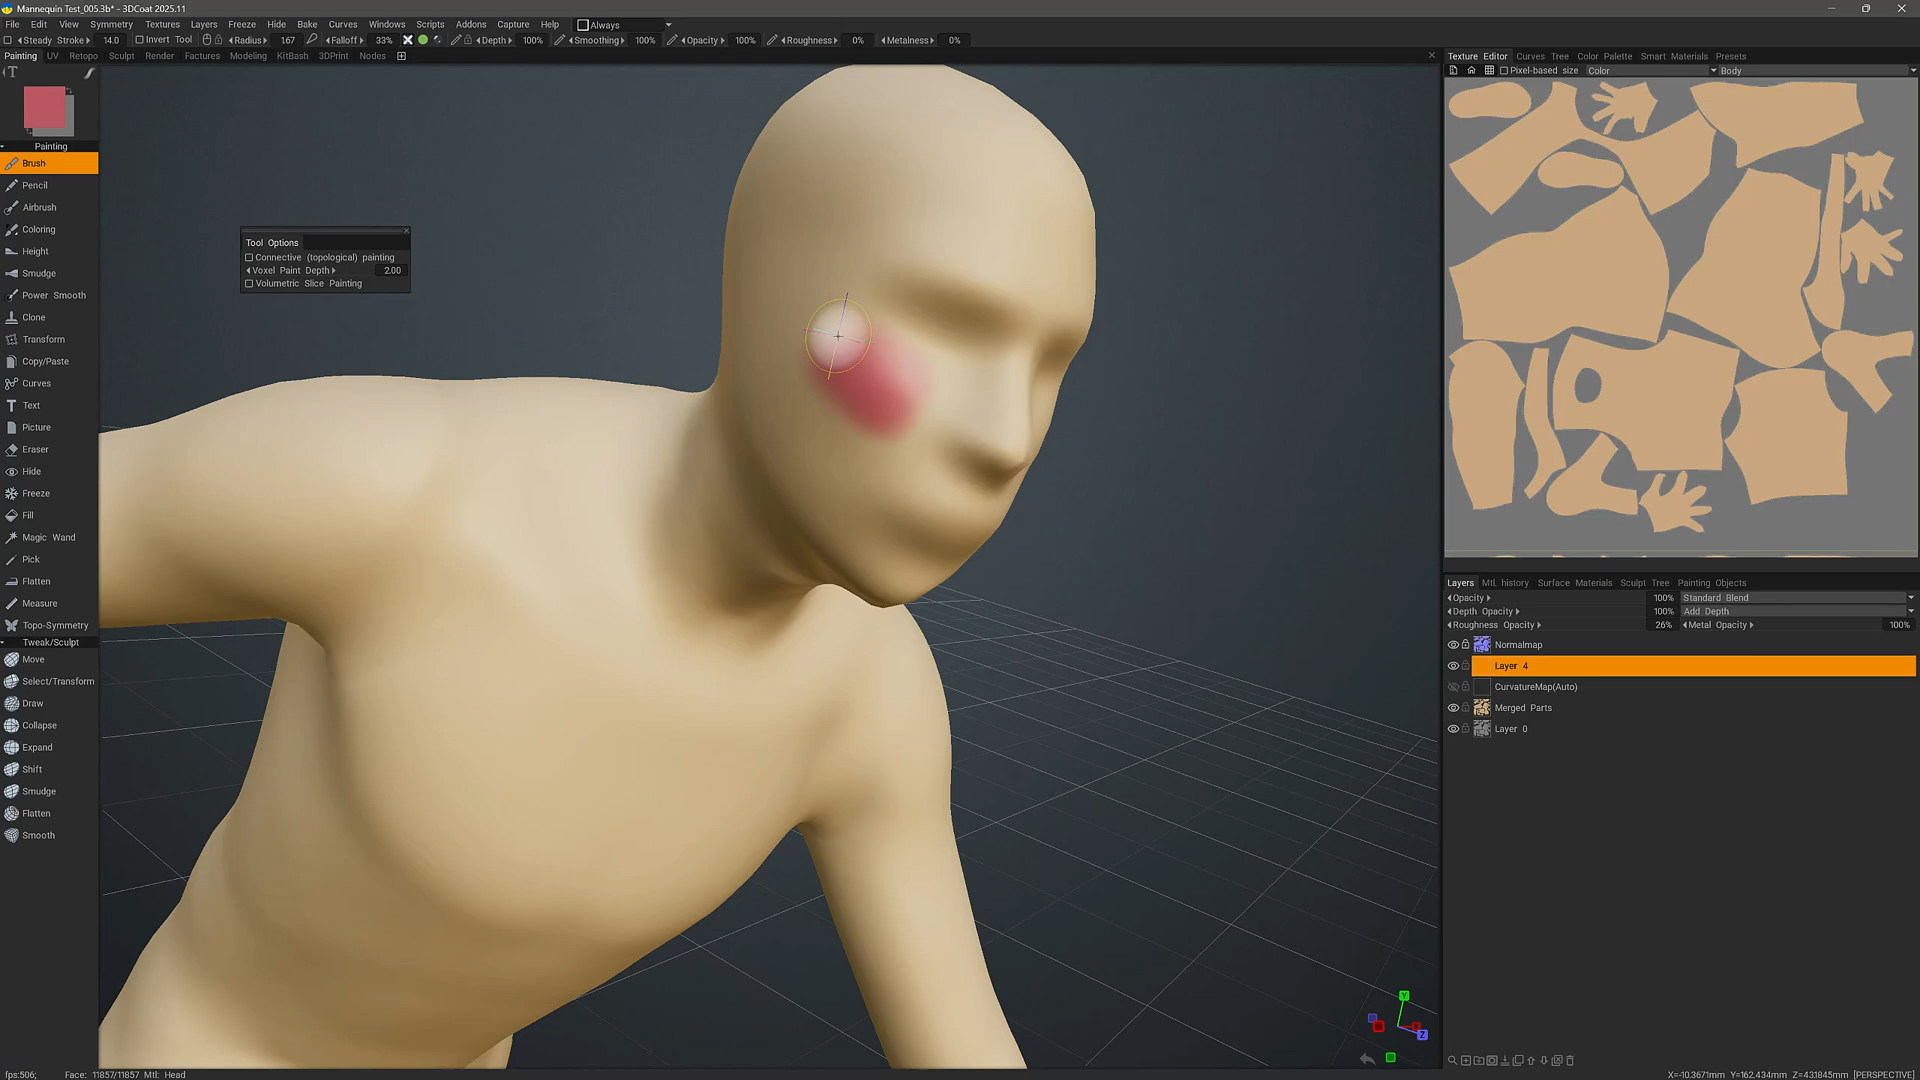 Mannequin Test_005.3b* - 3DCoat 2025.11
File Edit View Symmetry Textures Layers Freeze Hide Bake Curves Windows Scripts Addons Capture Help Always
Steady Stroke 14.0 Invert Tool Radius 167 Falloff 33% Depth 100% Smoothing 100% Opacity 100% Roughness 0% Metalness 0%
Painting UV Retopo Sculpt Render Factures Modeling KitBash 3DPrint Nodes
T
Painting
Brush
Pencil
Airbrush
Coloring
Height
Smudge
Power Smooth
Clone
Transform
Copy/Paste
Curves
Text
Picture
Eraser
Hide
Freeze
Fill
Magic Wand
Pick
Flatten
Measure
Topo-Symmetry
Tweak/Sculpt
Move
Select/Transform
Draw
Collapse
Expand
Shift
Smudge
Flatten
Smooth
Tool Options
Connective (topological) painting
Voxel Paint Depth 2.00
Volumetric Slice Painting
Texture Editor Curves Tree Color Palette Smart Materials Presets
Pixel-based size Color Body
Layers Mtl. history Surface Materials Sculpt Tree Painting Objects
Opacity 100% Standard Blend
Depth Opacity 100% Add Depth
Roughness Opacity 26% Metal Opacity 100%
Normalmap
Layer 4
CurvatureMap(Auto)
Merged Parts
Layer 0
Y
Z
fps:506; Face: 11857/11857 Mtl: Head
X=-10.3671mm Y=162.434mm Z=43.1845mm [PERSPECTIVE]